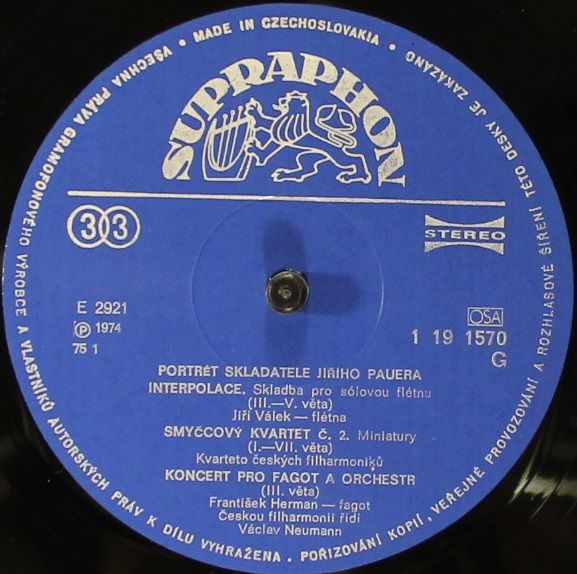 VŠECHNA PRÁVA GRAMOFONOVÉHO VÝROBCE A VLASTNÍKŮ AUTORSKÝCH PRÁV K DÍLU VYHRAŽENA. POŘIZOVÁNÍ KOPIÍ, VEŘEJNÉ PROVOZOVÁNÍ A ROZHLASOVÉ ŠÍŘENÍ TÉTO DESKY JE ZAKÁZÁNO • MADE IN CZECHOSLOVAKIA •
SUPRAPHON
33
STEREO
E 2921
℗ 1974
75 1
OSA
1 19 1570
G
PORTRÉT SKLADATELE JIŘÍHO PAUERA
INTERPOLACE. Skladba pro sólovou flétnu
(III.—V. věta)
Jiří Válek — flétna
SMYČCOVÝ KVARTET Č. 2. Miniatury
(I.—VII. věta)
Kvarteto českých filharmoniků
KONCERT PRO FAGOT A ORCHESTR
(III. věta)
František Herman — fagot
Českou filharmonii řídí
Václav Neumann